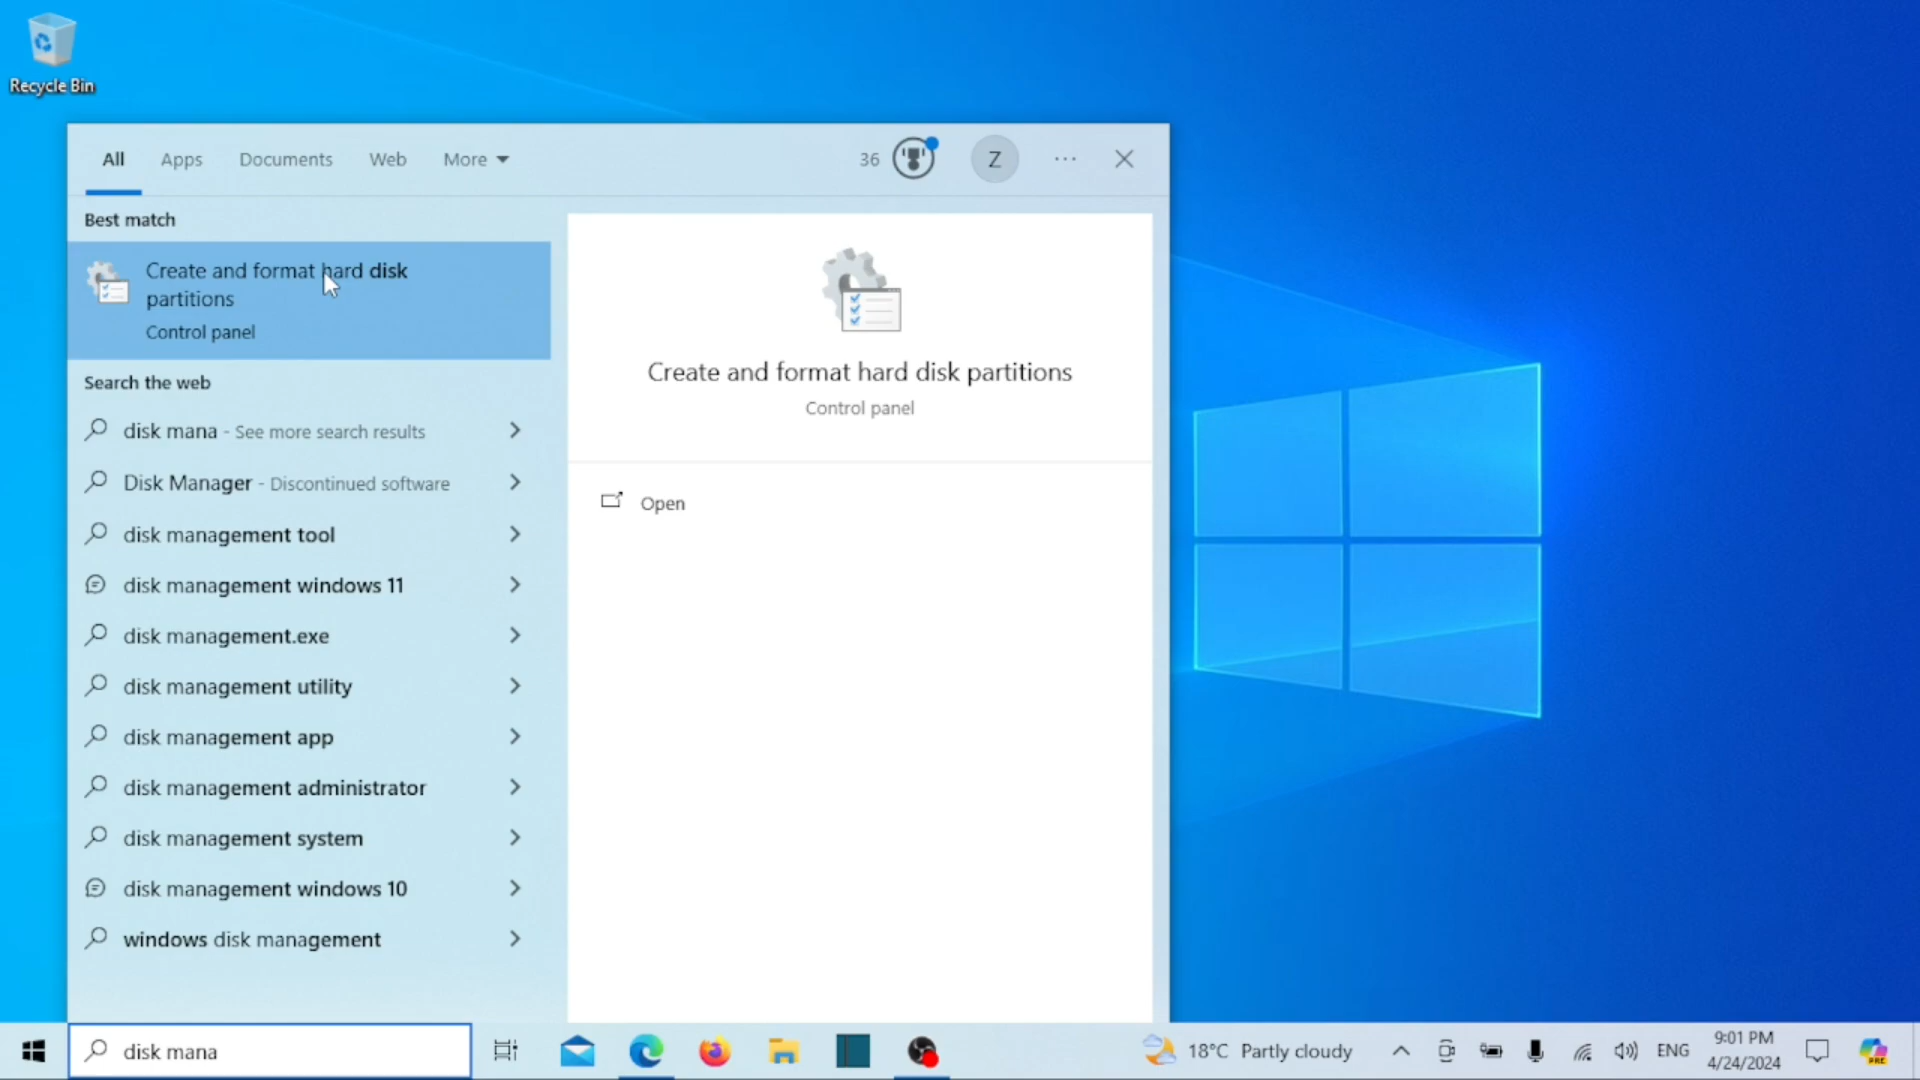 Recycle Bin
All Apps Documents Web More 36 Z
Best match
Create and format hard disk
partitions
Control panel
Search the web
disk mana - See more search results
Disk Manager - Discontinued software
disk management tool
disk management windows 11
disk management.exe
disk management utility
disk management app
disk management administrator
disk management system
disk management windows 10
windows disk management
Create and format hard disk partitions
Control panel
Open
disk mana
18°C Partly cloudy
ENG
9:01 PM
4/24/2024
PRE